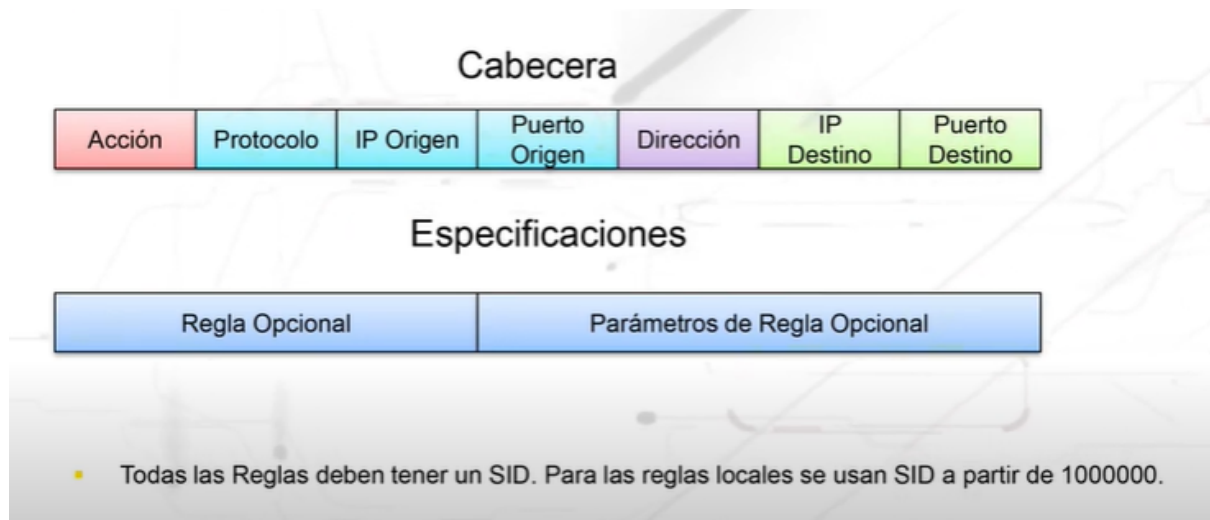 Cabecera
Acción Protocolo IP Origen Puerto Origen Dirección IP Destino Puerto Destino
Especificaciones
Regla Opcional Parámetros de Regla Opcional
Todas las Reglas deben tener un SID. Para las reglas locales se usan SID a partir de 1000000.